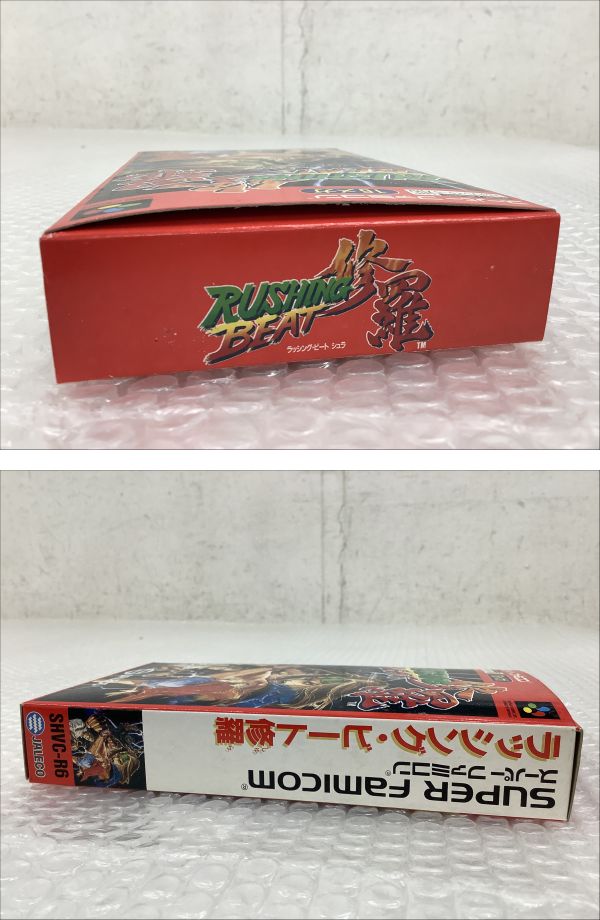 RUSHING
BEAT
修羅
TM
ラッシング・ビート シュラ
SUPER FAMICOM®
スーパーファミコン®
ラッシング・ビート修羅
SHVC-R6
JALECO